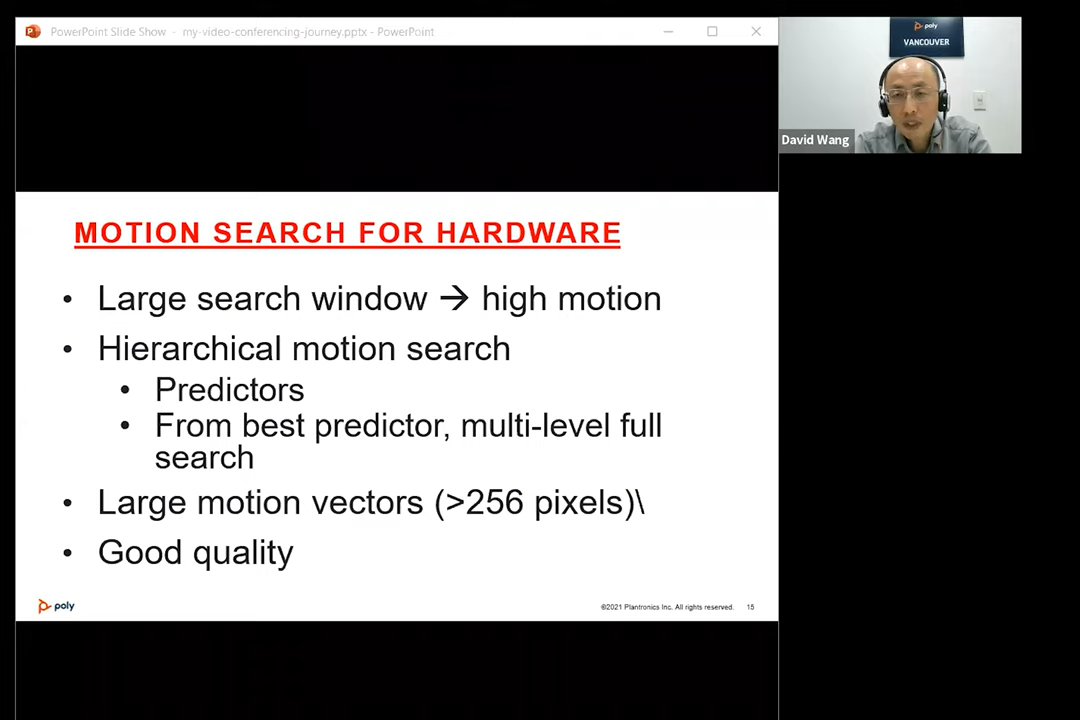 PowerPoint Slide Show - my-video-conferencing-journey.pptx - PowerPoint
poly
VANCOUVER
David Wang
MOTION SEARCH FOR HARDWARE
• Large search window → high motion
• Hierarchical motion search
• Predictors
• From best predictor, multi-level full
search
• Large motion vectors (>256 pixels)\
• Good quality
poly
©2021 Plantronics Inc. All rights reserved. 15